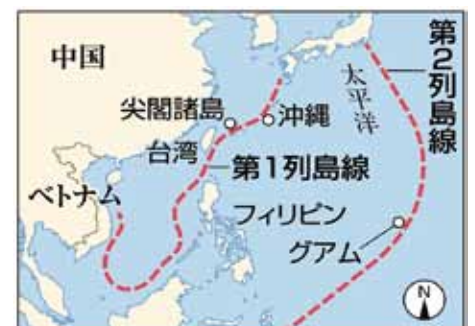 中国
第2列島線
太平洋
尖閣諸島
沖縄
台湾
第1列島線
ベトナム
フィリピン
グアム
N